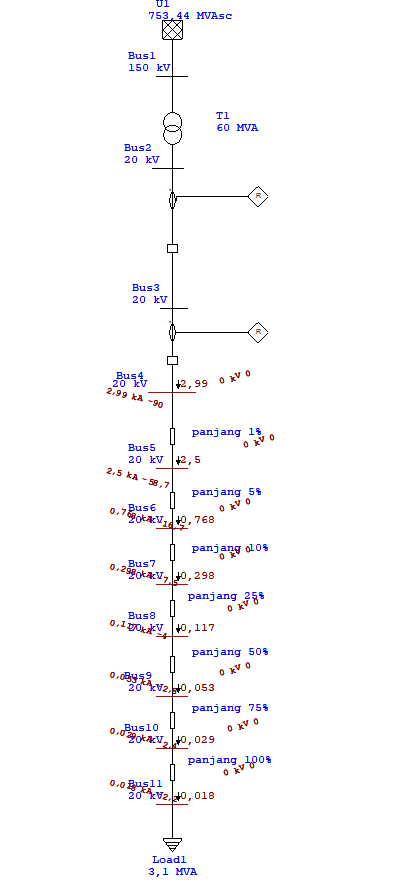 U1
753,44 MVAsc
Bus1
150 kV
T1
60 MVA
Bus2
20 kV
R
Bus3
20 kV
R
Bus4
20 kV
2,99
0 kV 0
2,99 kA -90
panjang 1%
0 kV 0
Bus5
20 kV
2,5
2,5 kA -58,7
panjang 5%
0 kV 0
Bus6
20 kV
0,768
panjang 10%
0 kV 0
Bus7
20 kV
0,298
panjang 25%
0 kV 0
Bus8
20 kV
0,117
panjang 50%
0 kV 0
Bus9
20 kV
0,053
panjang 75%
0 kV 0
Bus10
20 kV
0,029
panjang 100%
0 kV 0
Bus11
20 kV
0,018
Load1
3,1 MVA